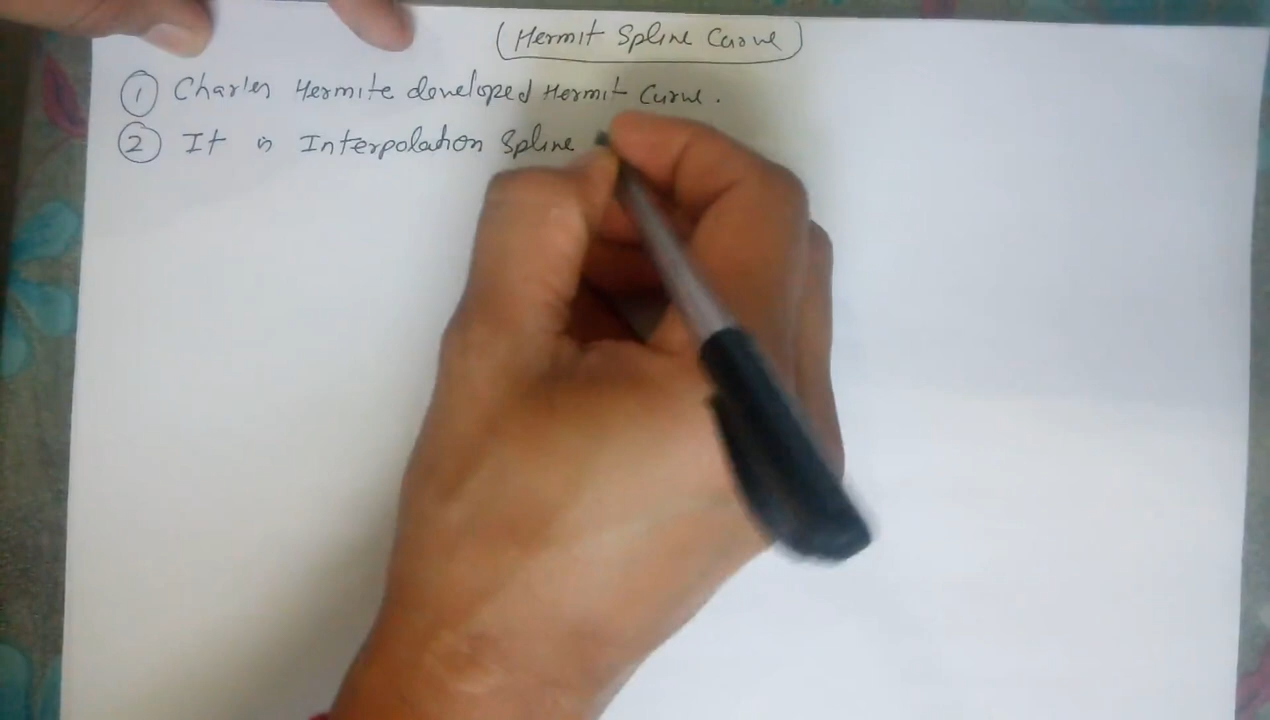 (Hermit Spline Curve)
① Charles Hermite developed Hermit Curve.
② It is Interpolation Spline